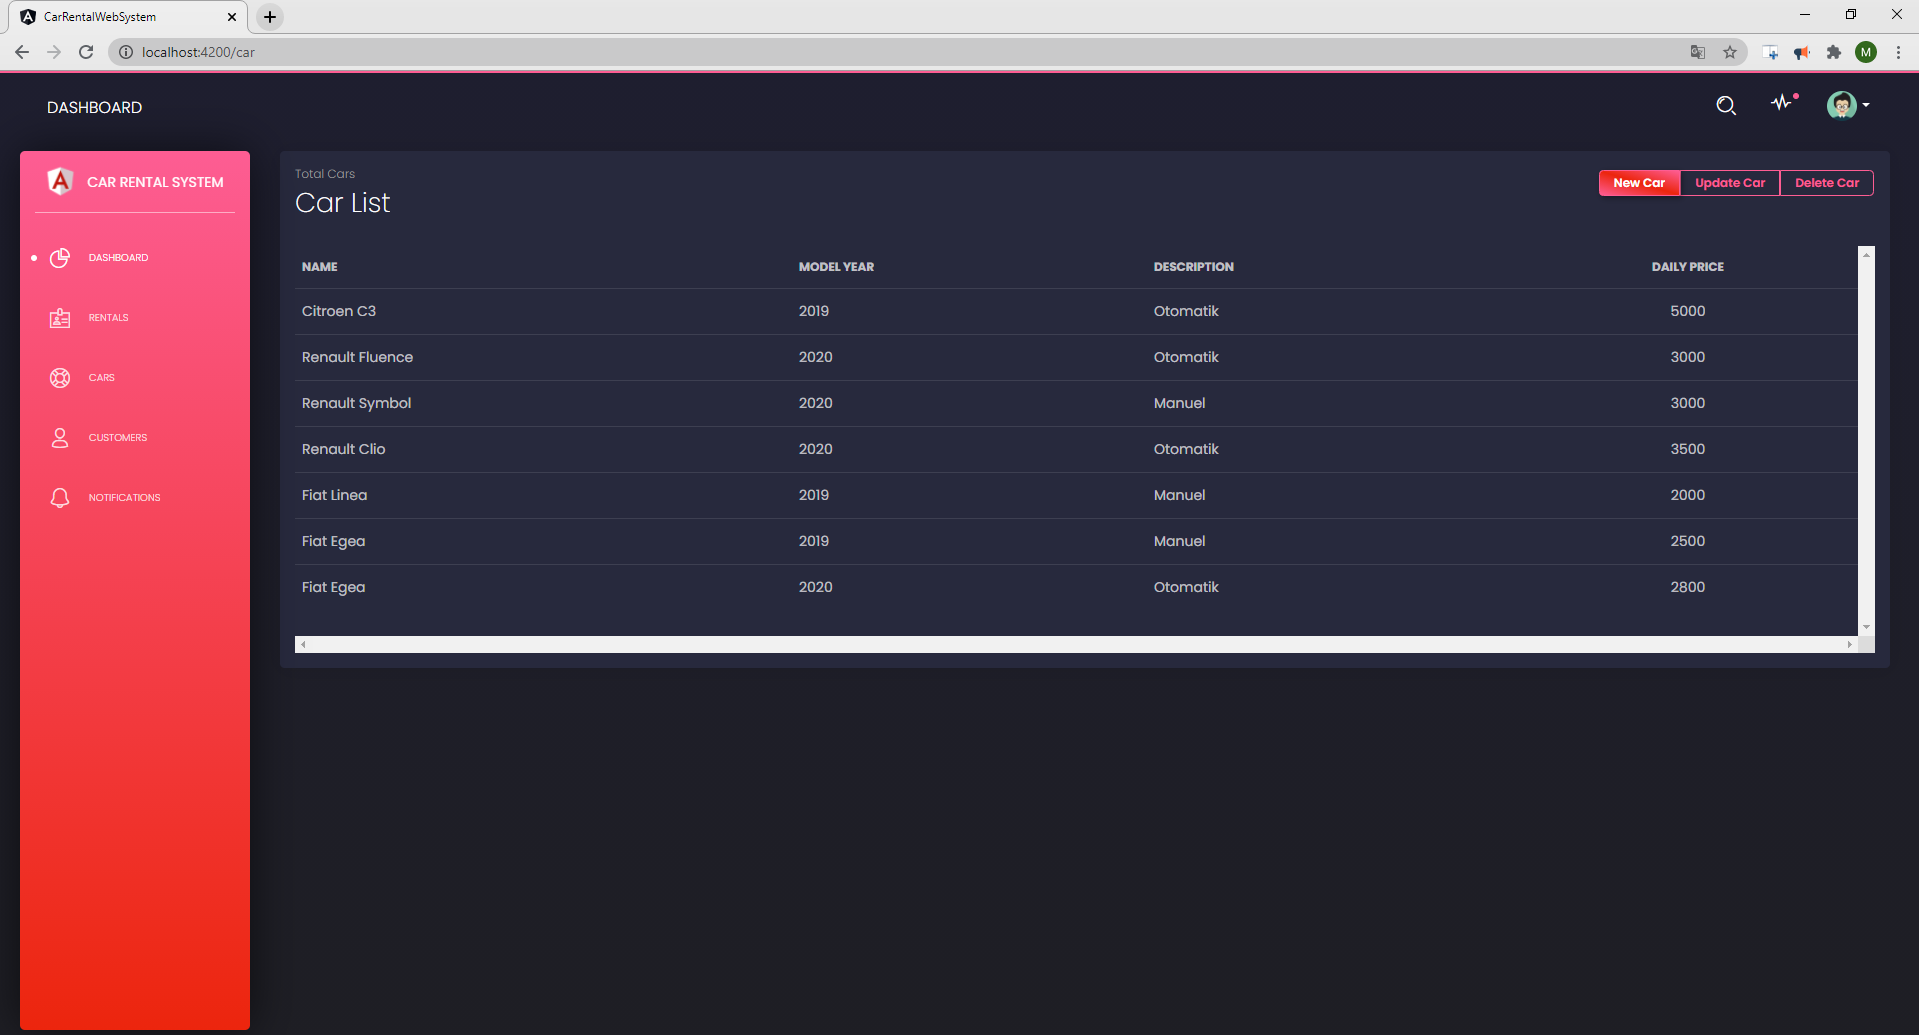 CarRentalWebSystem
localhost:4200/car
M
DASHBOARD
CAR RENTAL SYSTEM
DASHBOARD
RENTALS
CARS
CUSTOMERS
NOTIFICATIONS
Total Cars
Car List
New Car Update Car Delete Car
NAME MODEL YEAR DESCRIPTION DAILY PRICE
Citroen C3 2019 Otomatik 5000
Renault Fluence 2020 Otomatik 3000
Renault Symbol 2020 Manuel 3000
Renault Clio 2020 Otomatik 3500
Fiat Linea 2019 Manuel 2000
Fiat Egea 2019 Manuel 2500
Fiat Egea 2020 Otomatik 2800